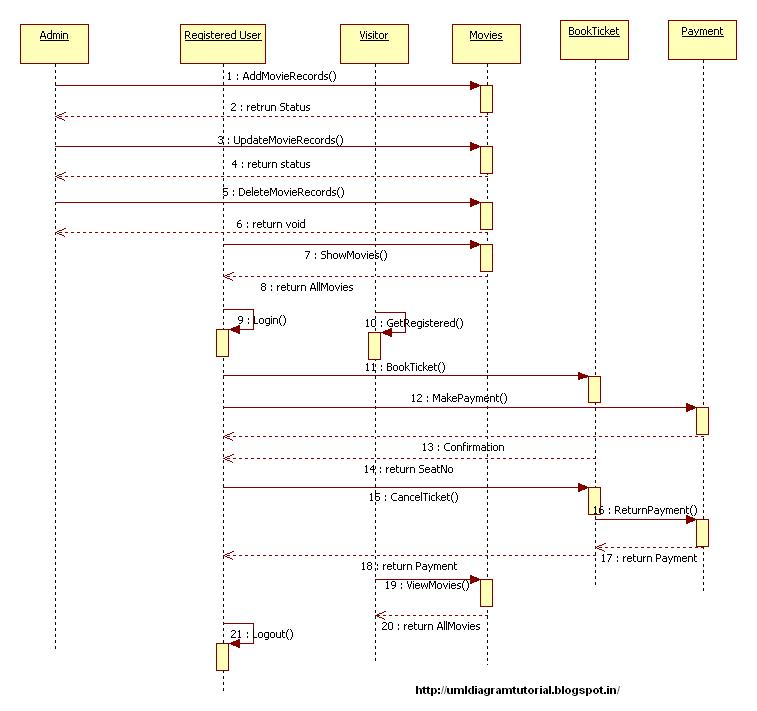 Admin
Registered User
Visitor
Movies
BookTicket
Payment
1 : AddMovieRecords()
2 : retrun Status
3 : UpdateMovieRecords()
4 : return status
5 : DeleteMovieRecords()
6 : return void
7 : ShowMovies()
8 : return AllMovies
9 : Login()
10 : GetRegistered()
11 : BookTicket()
12 : MakePayment()
13 : Confirmation
14 : return SeatNo
15 : CancelTicket()
16 : ReturnPayment()
17 : return Payment
18 : return Payment
19 : ViewMovies()
20 : return AllMovies
21 : Logout()
http://umldiagramtutorial.blogspot.in/